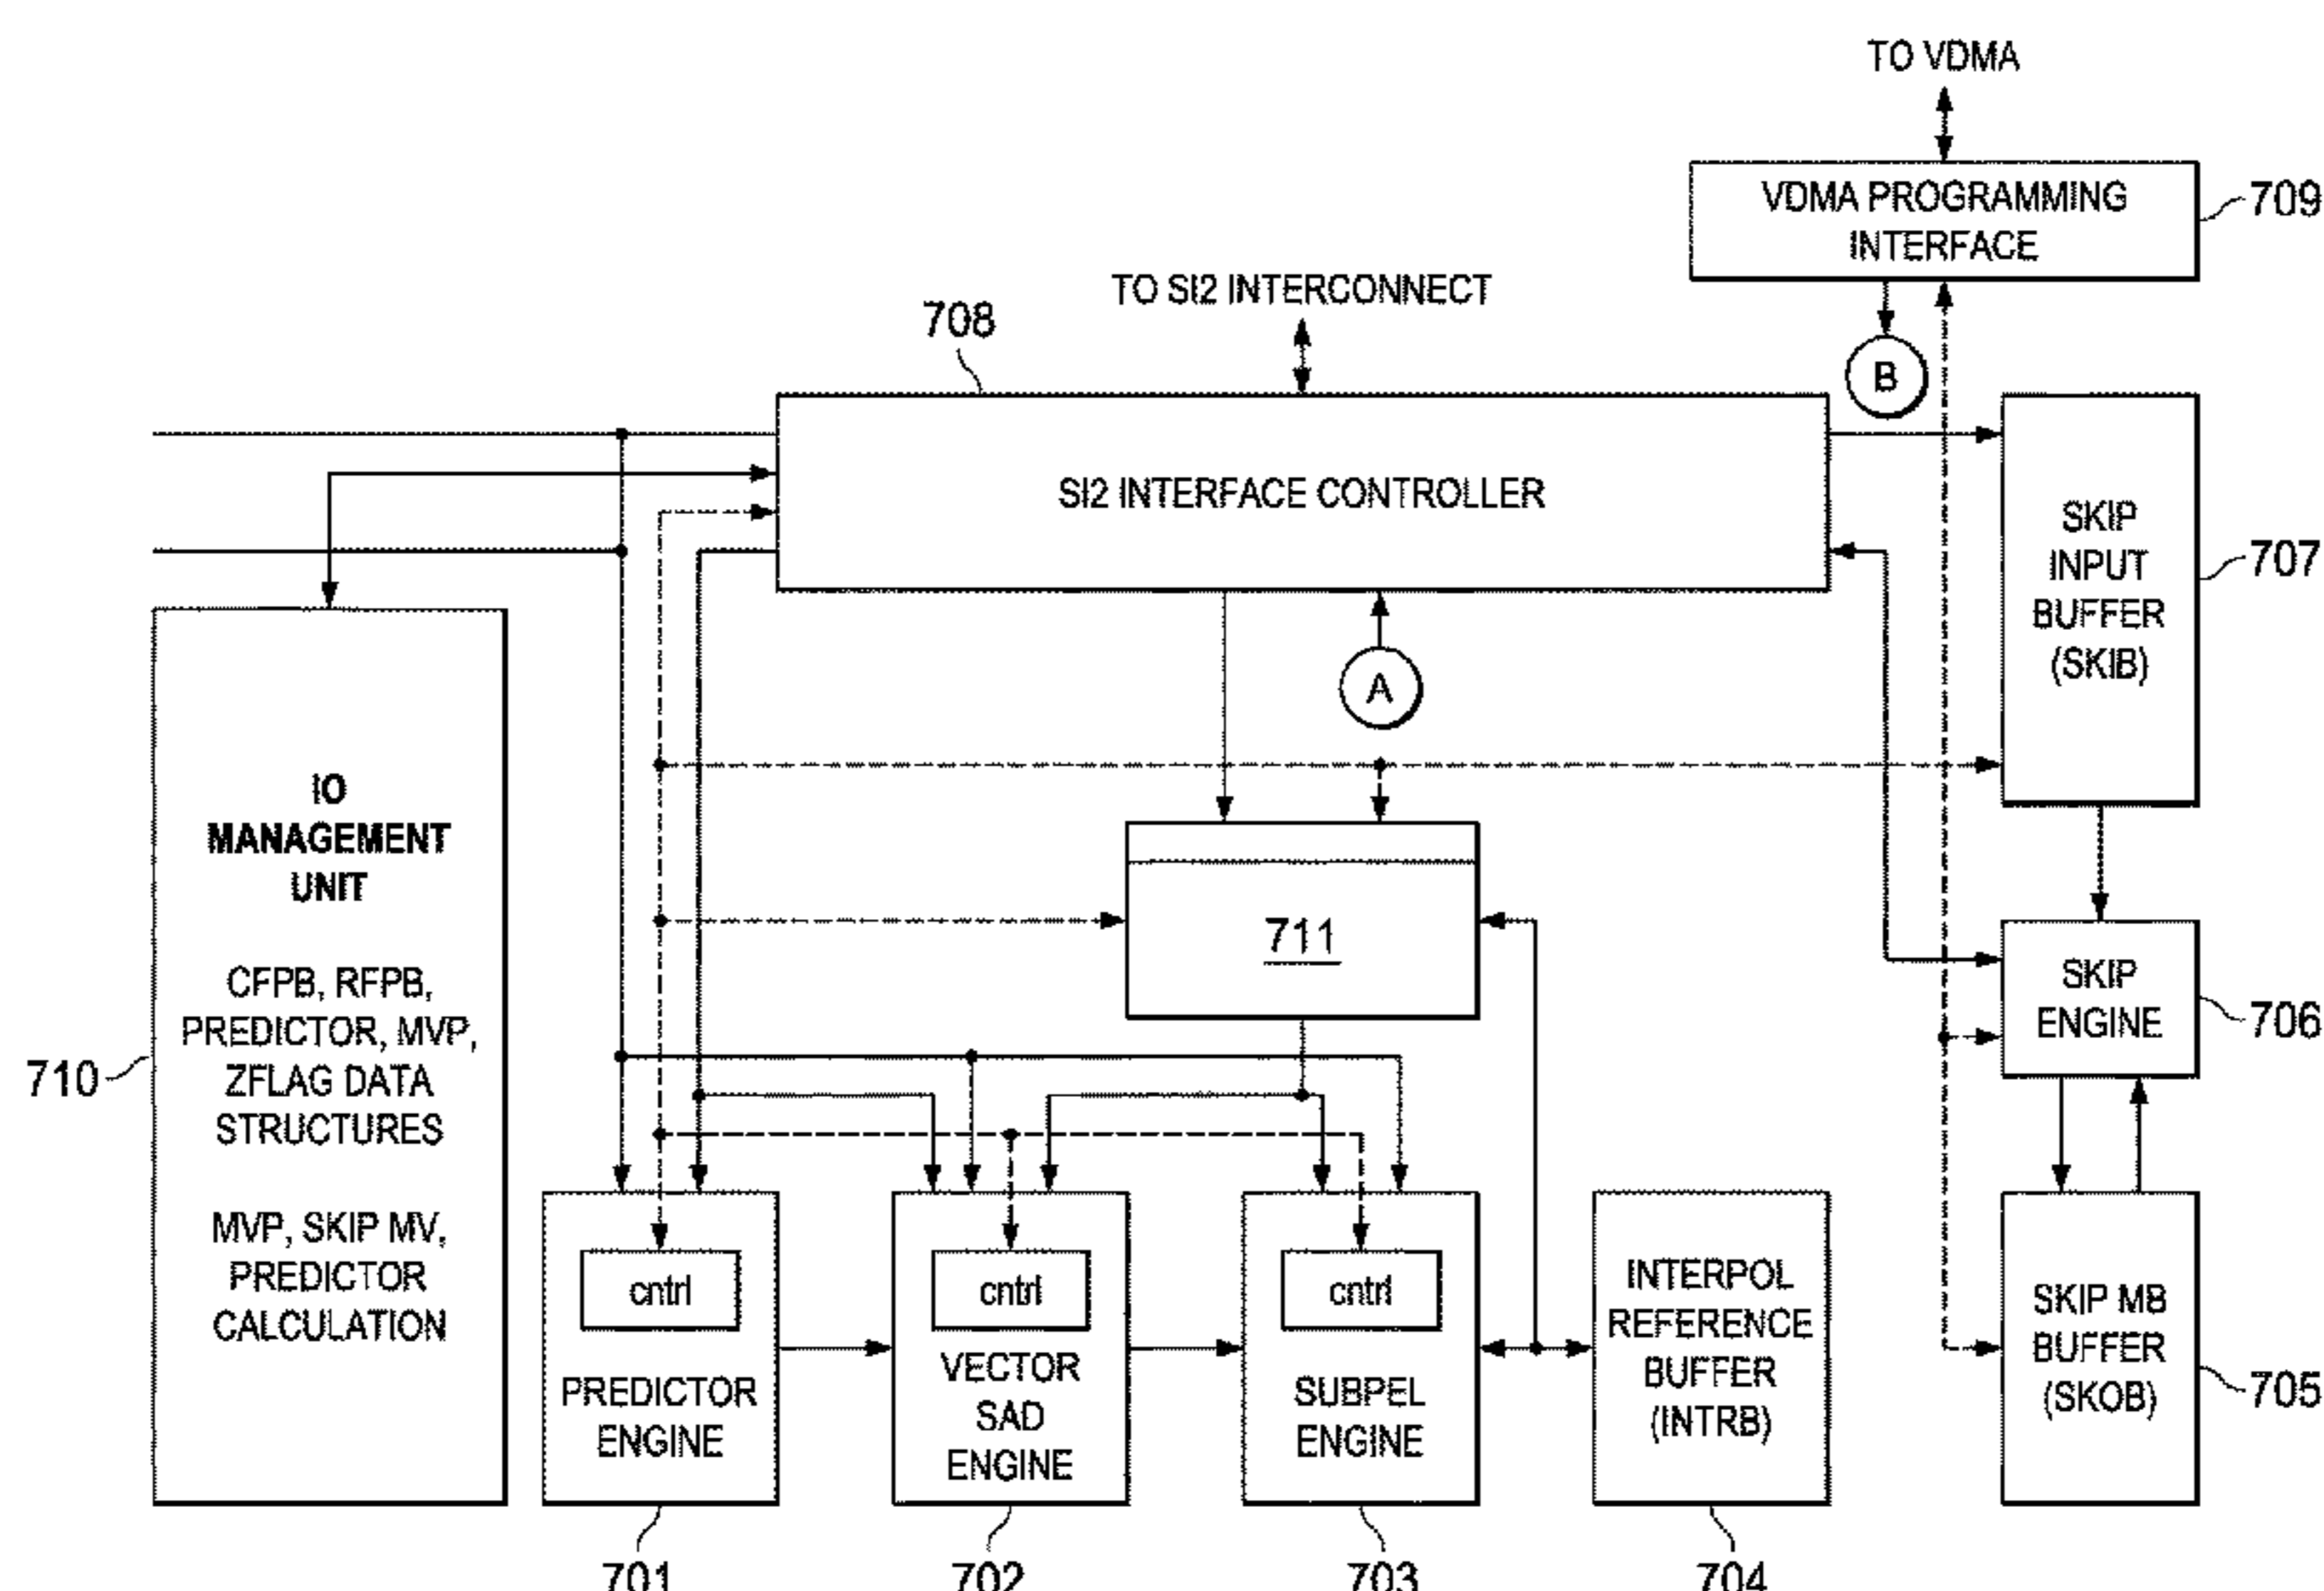 TO VDMA
VDMA PROGRAMMING
INTERFACE
709
TO SI2 INTERCONNECT
708
B
SI2 INTERFACE CONTROLLER
SKIP
INPUT
BUFFER
(SKIB)
707
A
IO
MANAGEMENT
UNIT
CFPB, RFPB,
PREDICTOR, MVP,
ZFLAG DATA
STRUCTURES
MVP, SKIP MV,
PREDICTOR
CALCULATION
710
711
SKIP
ENGINE
706
cntrl
PREDICTOR
ENGINE
701
cntrl
VECTOR
SAD
ENGINE
702
cntrl
SUBPEL
ENGINE
703
INTERPOL
REFERENCE
BUFFER
(INTRB)
704
SKIP MB
BUFFER
(SKOB)
705